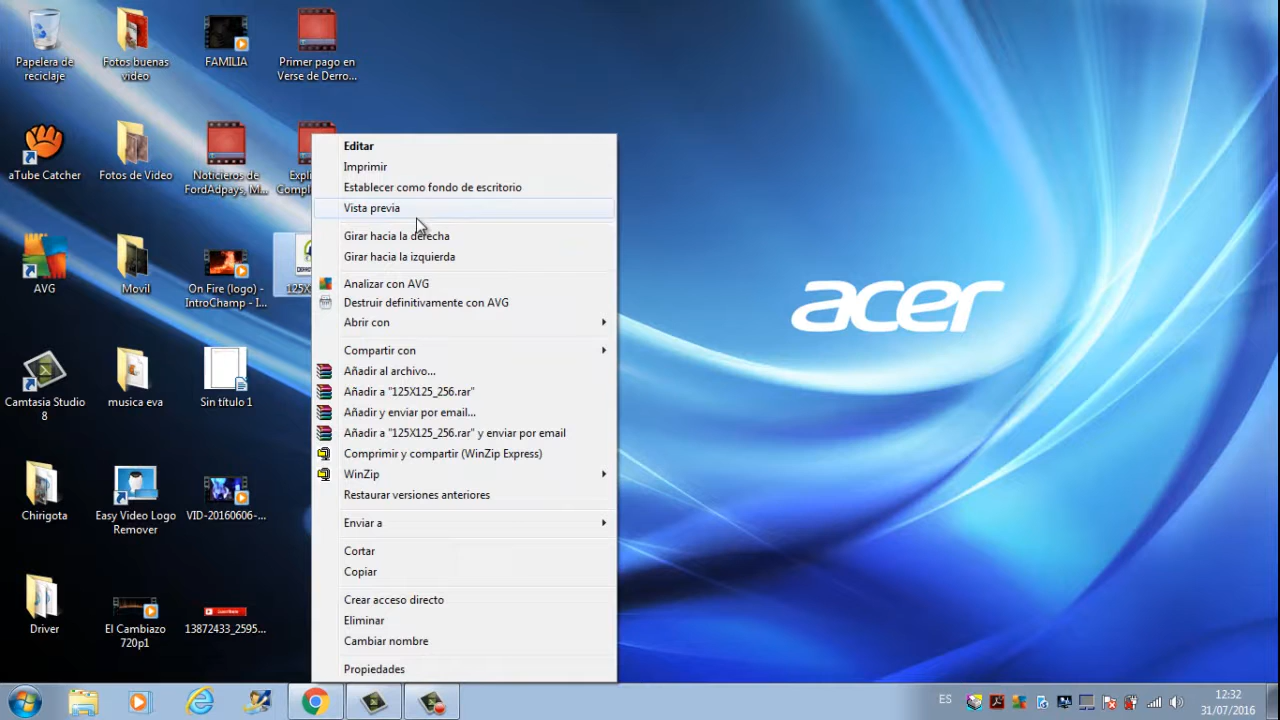 Papelera de
reciclaje
Fotos buenas
video
FAMILIA
Primer pago en
Verse de Derro...
aTube Catcher
Fotos de Video
Noticieros de
FordAdpays, M...
Expli
Compl
AVG
Movil
On Fire (logo) -
IntroChamp - I...
125X
Camtasia Studio
8
musica eva
Sin título 1
Chirigota
Easy Video Logo
Remover
VID-20160606-...
Driver
El Cambiazo
720p1
13872433_2595...
Editar
Imprimir
Establecer como fondo de escritorio
Vista previa
Girar hacia la derecha
Girar hacia la izquierda
Analizar con AVG
Destruir definitivamente con AVG
Abrir con
Compartir con
Añadir al archivo...
Añadir a "125X125_256.rar"
Añadir y enviar por email...
Añadir a "125X125_256.rar" y enviar por email
Comprimir y compartir (WinZip Express)
WinZip
Restaurar versiones anteriores
Enviar a
Cortar
Copiar
Crear acceso directo
Eliminar
Cambiar nombre
Propiedades
acer
ES
12:32
31/07/2016